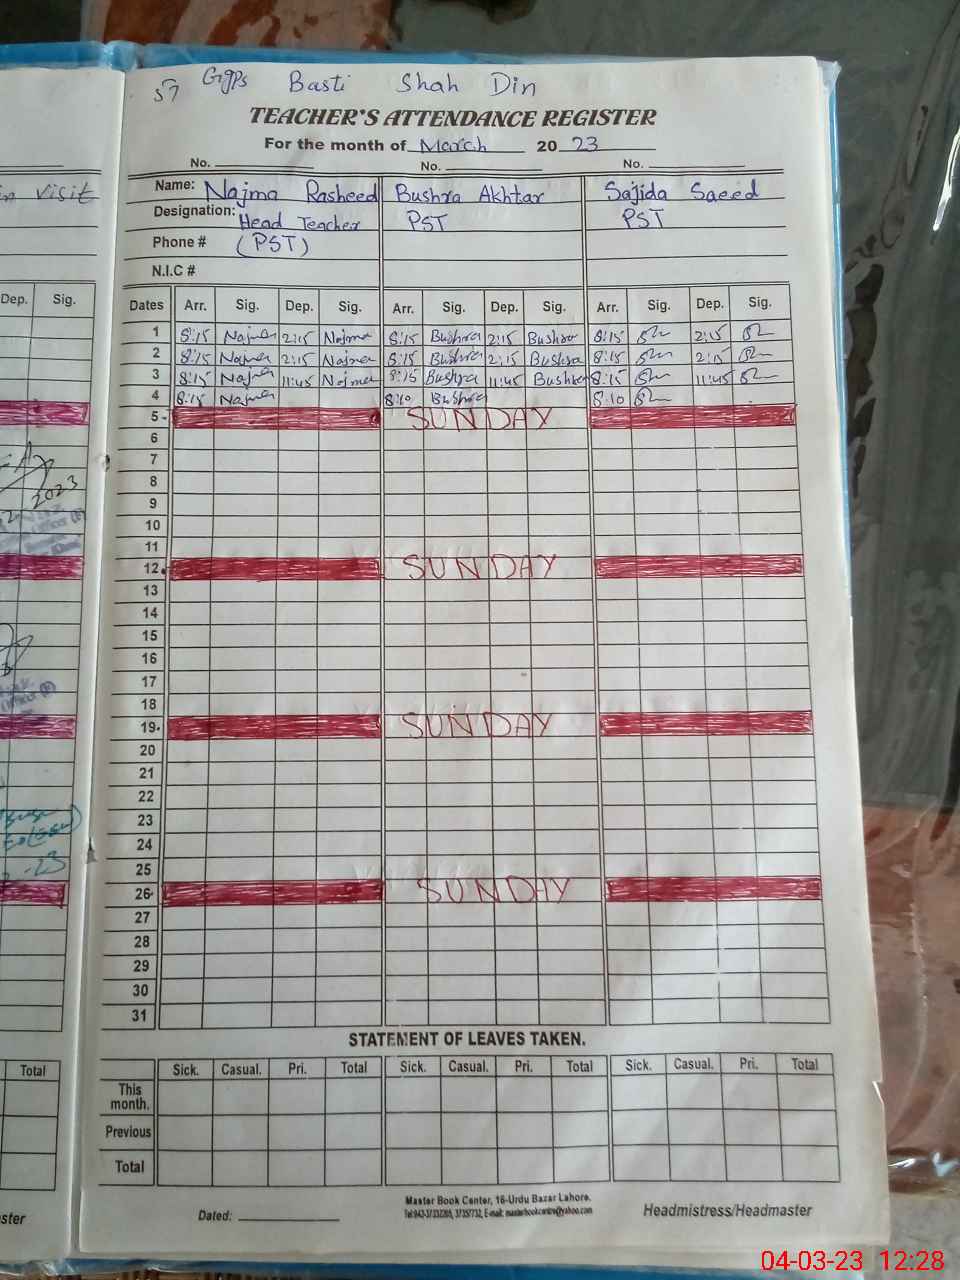 57 Ggps Basti Shah Din
TEACHER'S ATTENDANCE REGISTER
For the month of March 20 23
No. No. No.
Name: Najma Rasheed Bushra Akhtar Sajida Saeed
Designation: Head Teacher PST PST
Phone # (PST)
N.I.C #
Dates Arr. Sig. Dep. Sig. Arr. Sig. Dep. Sig. Arr. Sig. Dep. Sig.
1 8:15 Najma 2:15 Najma 8:15 Bushra 2:15 Bushra 8:15 2:15
2 8:15 Najma 2:15 Najma 8:15 Bushra 2:15 Bushra 8:15 2:15
3 8:15 Najma 11:45 Najma 8:15 Bushra 11:45 Bushra 8:15 11:45
4 8:15 Najma 8:10 Bushra 8:10
5 SUNDAY
6
7
8
9
10
11
12 SUNDAY
13
14
15
16
17
18
19 SUNDAY
20
21
22
23
24
25
26 SUNDAY
27
28
29
30
31
STATEMENT OF LEAVES TAKEN.
Sick. Casual. Pri. Total Sick. Casual. Pri. Total Sick. Casual. Pri. Total
This month.
Previous
Total
Master Book Center, 16-Urdu Bazar Lahore.
Dated: Headmistress/Headmaster
visit
Dep. Sig.
2023
-23
Total
04-03-23 12:28